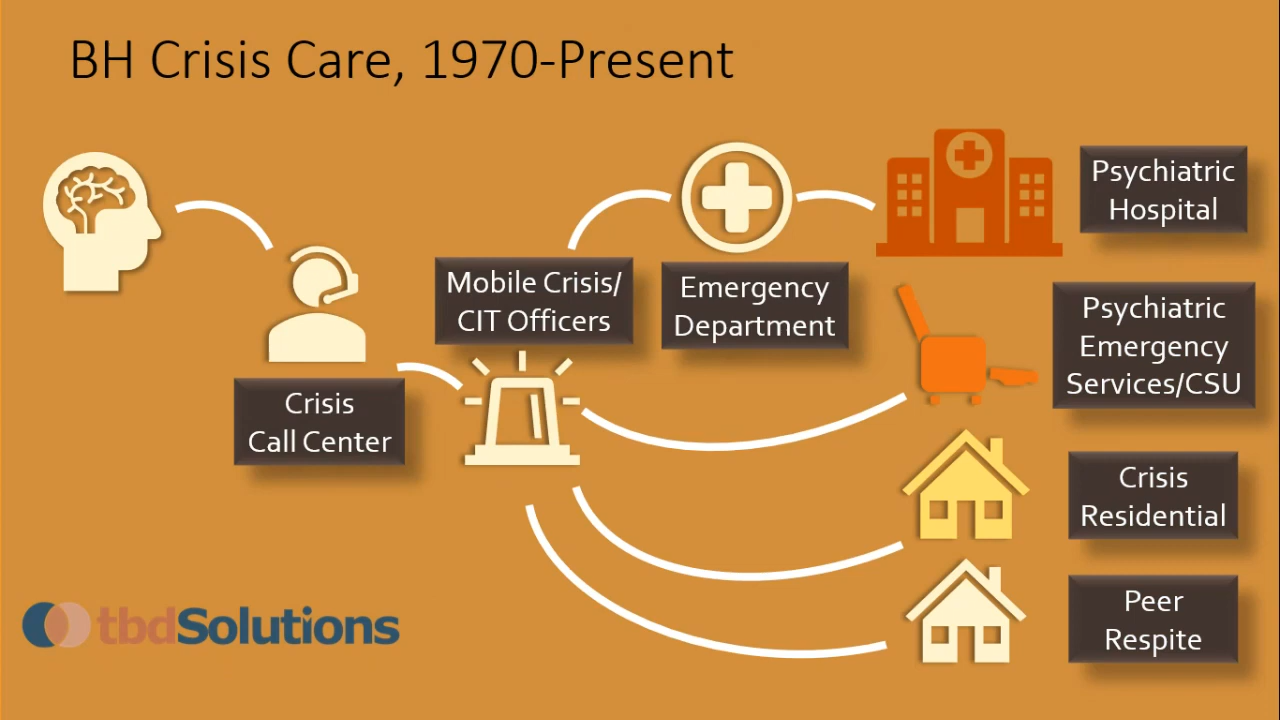 BH Crisis Care, 1970-Present
Psychiatric
Hospital
Mobile Crisis/
CIT Officers
Emergency
Department
Psychiatric
Emergency
Services/CSU
Crisis
Call Center
Crisis
Residential
Peer
Respite
tbdSolutions